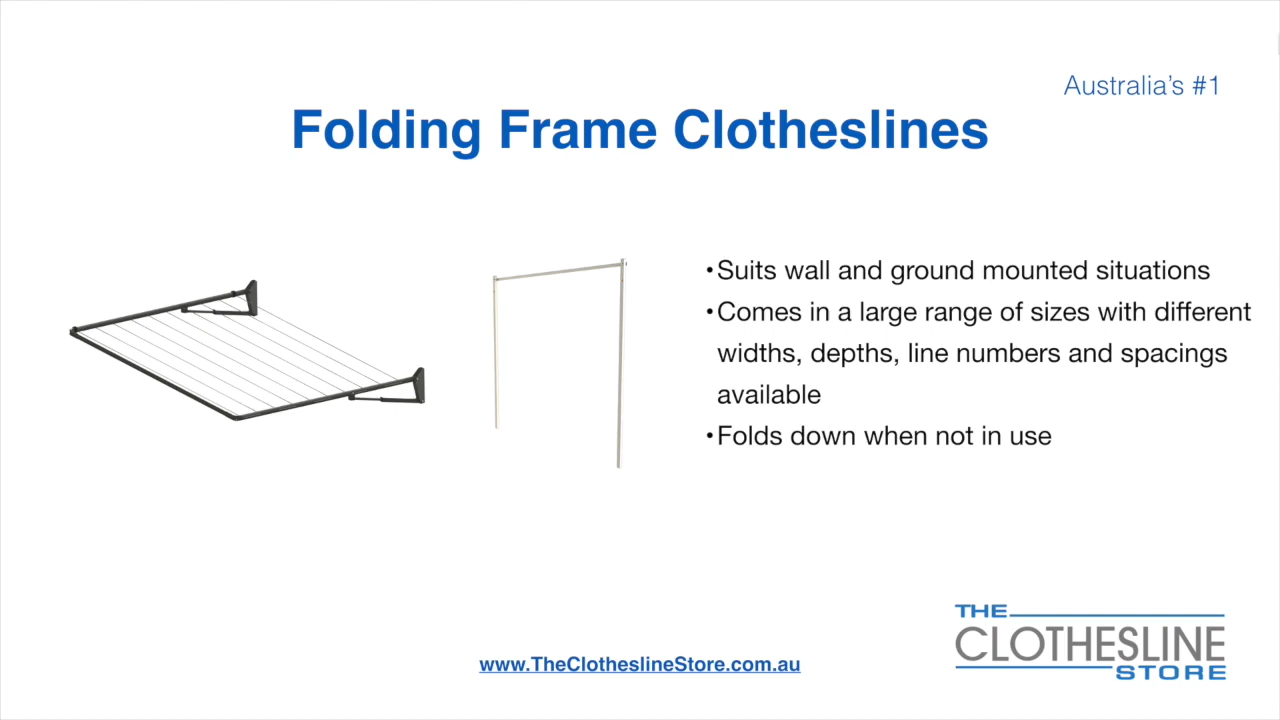 Australia's #1
Folding Frame Clotheslines
•Suits wall and ground mounted situations
•Comes in a large range of sizes with different
widths, depths, line numbers and spacings
available
•Folds down when not in use
THE
CLOTHESLINE
STORE
www.TheClotheslineStore.com.au